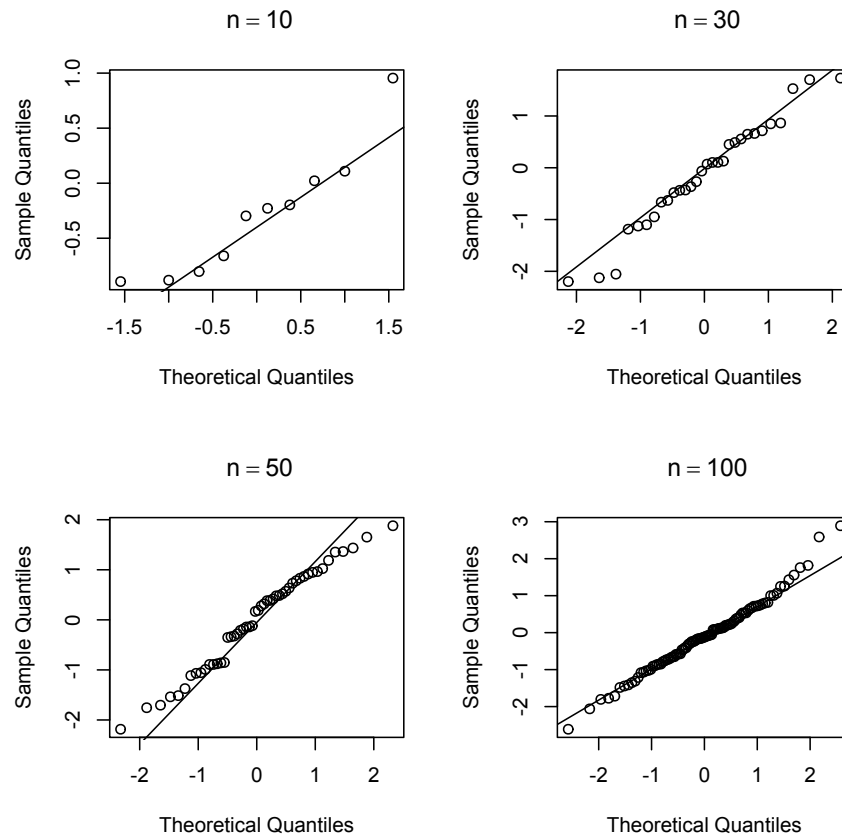 n = 10
Sample Quantiles
1.0
0.5
0.0
-0.5
-1.5 -0.5 0.5 1.5
Theoretical Quantiles
n = 30
Sample Quantiles
1
0
-1
-2
-2 -1 0 1 2
Theoretical Quantiles
n = 50
Sample Quantiles
2
1
0
-1
-2
-2 -1 0 1 2
Theoretical Quantiles
n = 100
Sample Quantiles
3
2
1
0
-1
-2
-2 -1 0 1 2
Theoretical Quantiles